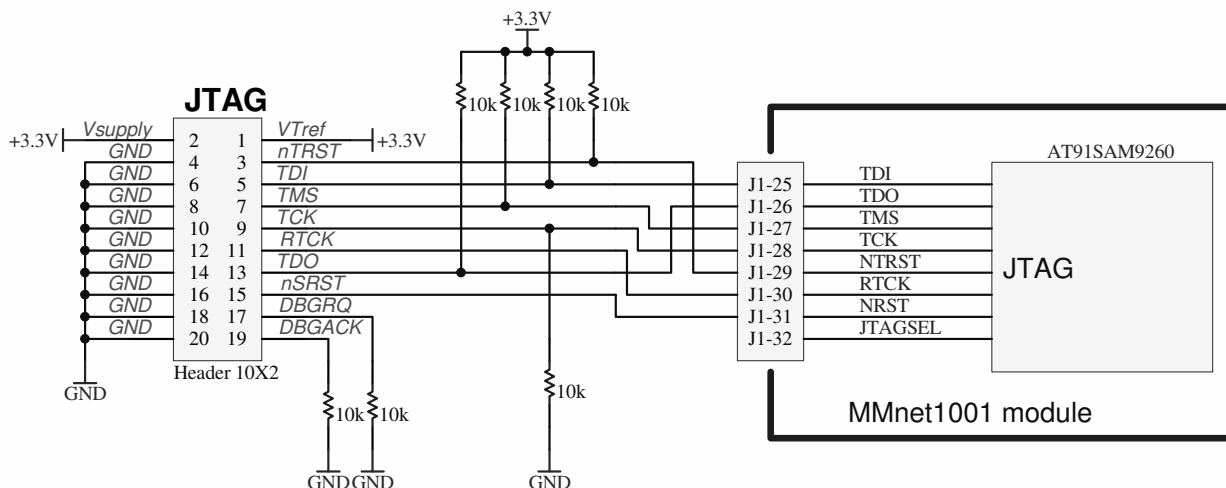 +3.3V
10k 10k 10k 10k
JTAG
+3.3V Vsupply 2 1 VTref +3.3V
GND 4 3 nTRST
GND 6 5 TDI
GND 8 7 TMS
GND 10 9 TCK
GND 12 11 RTCK
GND 14 13 TDO
GND 16 15 nSRST
GND 18 17 DBGRQ
GND 20 19 DBGACK
Header 10X2
GND
10k 10k
GND GND
10k
GND
AT91SAM9260
J1-25 TDI
J1-26 TDO
J1-27 TMS
J1-28 TCK
J1-29 NTRST
J1-30 RTCK
J1-31 NRST
J1-32 JTAGSEL
JTAG
MMnet1001 module